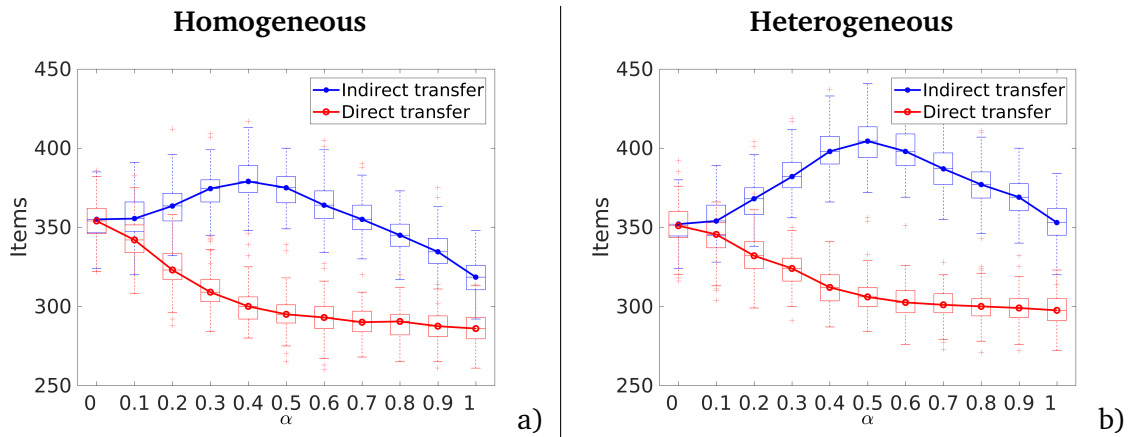 Homogeneous
450
400
350
300
250
Items
0 0.1 0.2 0.3 0.4 0.5 0.6 0.7 0.8 0.9 1
α
Indirect transfer
Direct transfer
a)
Heterogeneous
450
400
350
300
250
Items
0 0.1 0.2 0.3 0.4 0.5 0.6 0.7 0.8 0.9 1
α
Indirect transfer
Direct transfer
b)